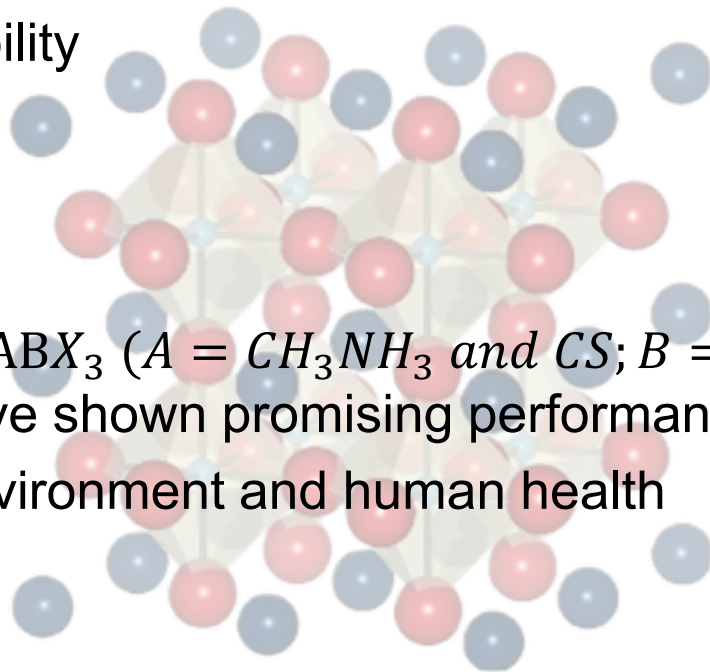 bility
ABX₃ (A = CH₃NH₃ and CS; B =
ve shown promising performan
vironment and human health